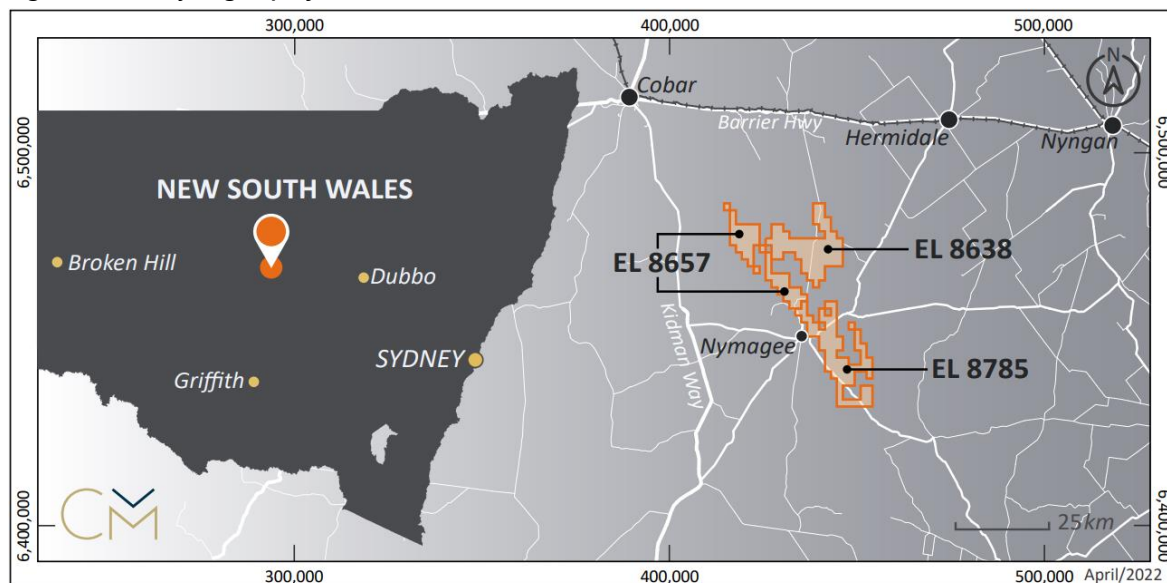 300,000
400,000
500,000
N
Cobar
Barrier Hwy
Hermidale
Nyngan
6,500,000
6,500,000
NEW SOUTH WALES
Broken Hill
Dubbo
EL 8657
EL 8638
Kidman Way
Nymagee
SYDNEY
Griffith
EL 8785
CM
25km
6,400,000
6,400,000
300,000
400,000
500,000
April/2022